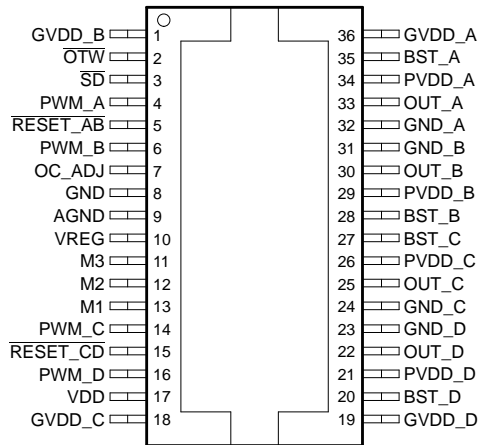 GVDD_B 1 36 GVDD_A
OTW 2 35 BST_A
SD 3 34 PVDD_A
PWM_A 4 33 OUT_A
RESET_AB 5 32 GND_A
PWM_B 6 31 GND_B
OC_ADJ 7 30 OUT_B
GND 8 29 PVDD_B
AGND 9 28 BST_B
VREG 10 27 BST_C
M3 11 26 PVDD_C
M2 12 25 OUT_C
M1 13 24 GND_C
PWM_C 14 23 GND_D
RESET_CD 15 22 OUT_D
PWM_D 16 21 PVDD_D
VDD 17 20 BST_D
GVDD_C 18 19 GVDD_D